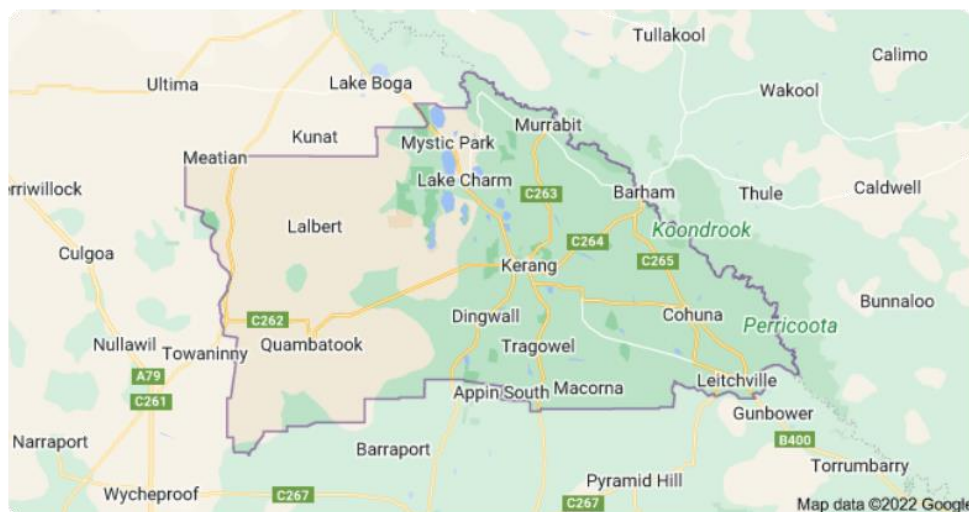 Tullakool
Calimo
Ultima
Lake Boga
Wakool
Kunat
Murrabit
Mystic Park
Meatian
Lake Charm
C263
Barham
Thule
Caldwell
erriwillock
Lalbert
Koondrook
C264
Culgoa
Kerang
C265
Bunnaloo
C262
Dingwall
Cohuna
Perricoota
Nullawil
Towaninny
Quambatook
Tragowel
A79
Leitchville
C261
Appin South
Macorna
Gunbower
Narraport
Barraport
B400
Torrumbarry
Pyramid Hill
Wycheproof
C267
C267
Map data ©2022 Google